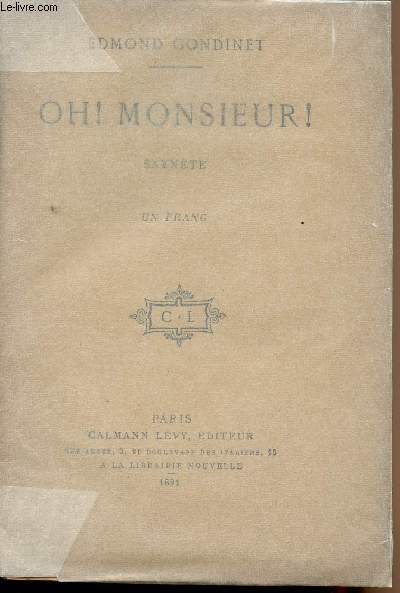 www.Le-Livre.com
EDMOND GONDINET
OH! MONSIEUR!
SAYNÈTE
UN FRANC
C. L
PARIS
CALMANN LÉVY, ÉDITEUR
RUE AUBER, 3, ET BOULEVARD DES ITALIENS, 15
A LA LIBRAIRIE NOUVELLE